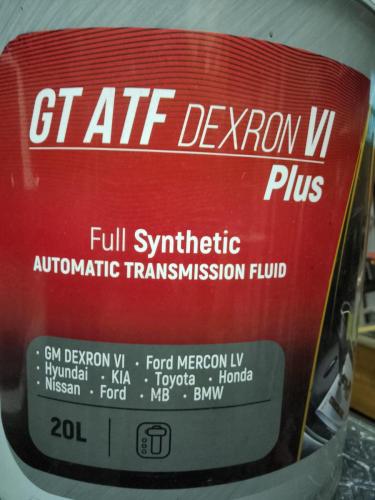 GT ATF DEXRON VI
Plus
Full Synthetic
AUTOMATIC TRANSMISSION FLUID
· GM DEXRON VI · Ford MERCON LV
· Hyundai · KIA · Toyota · Honda
· Nissan · Ford · MB · BMW
20L